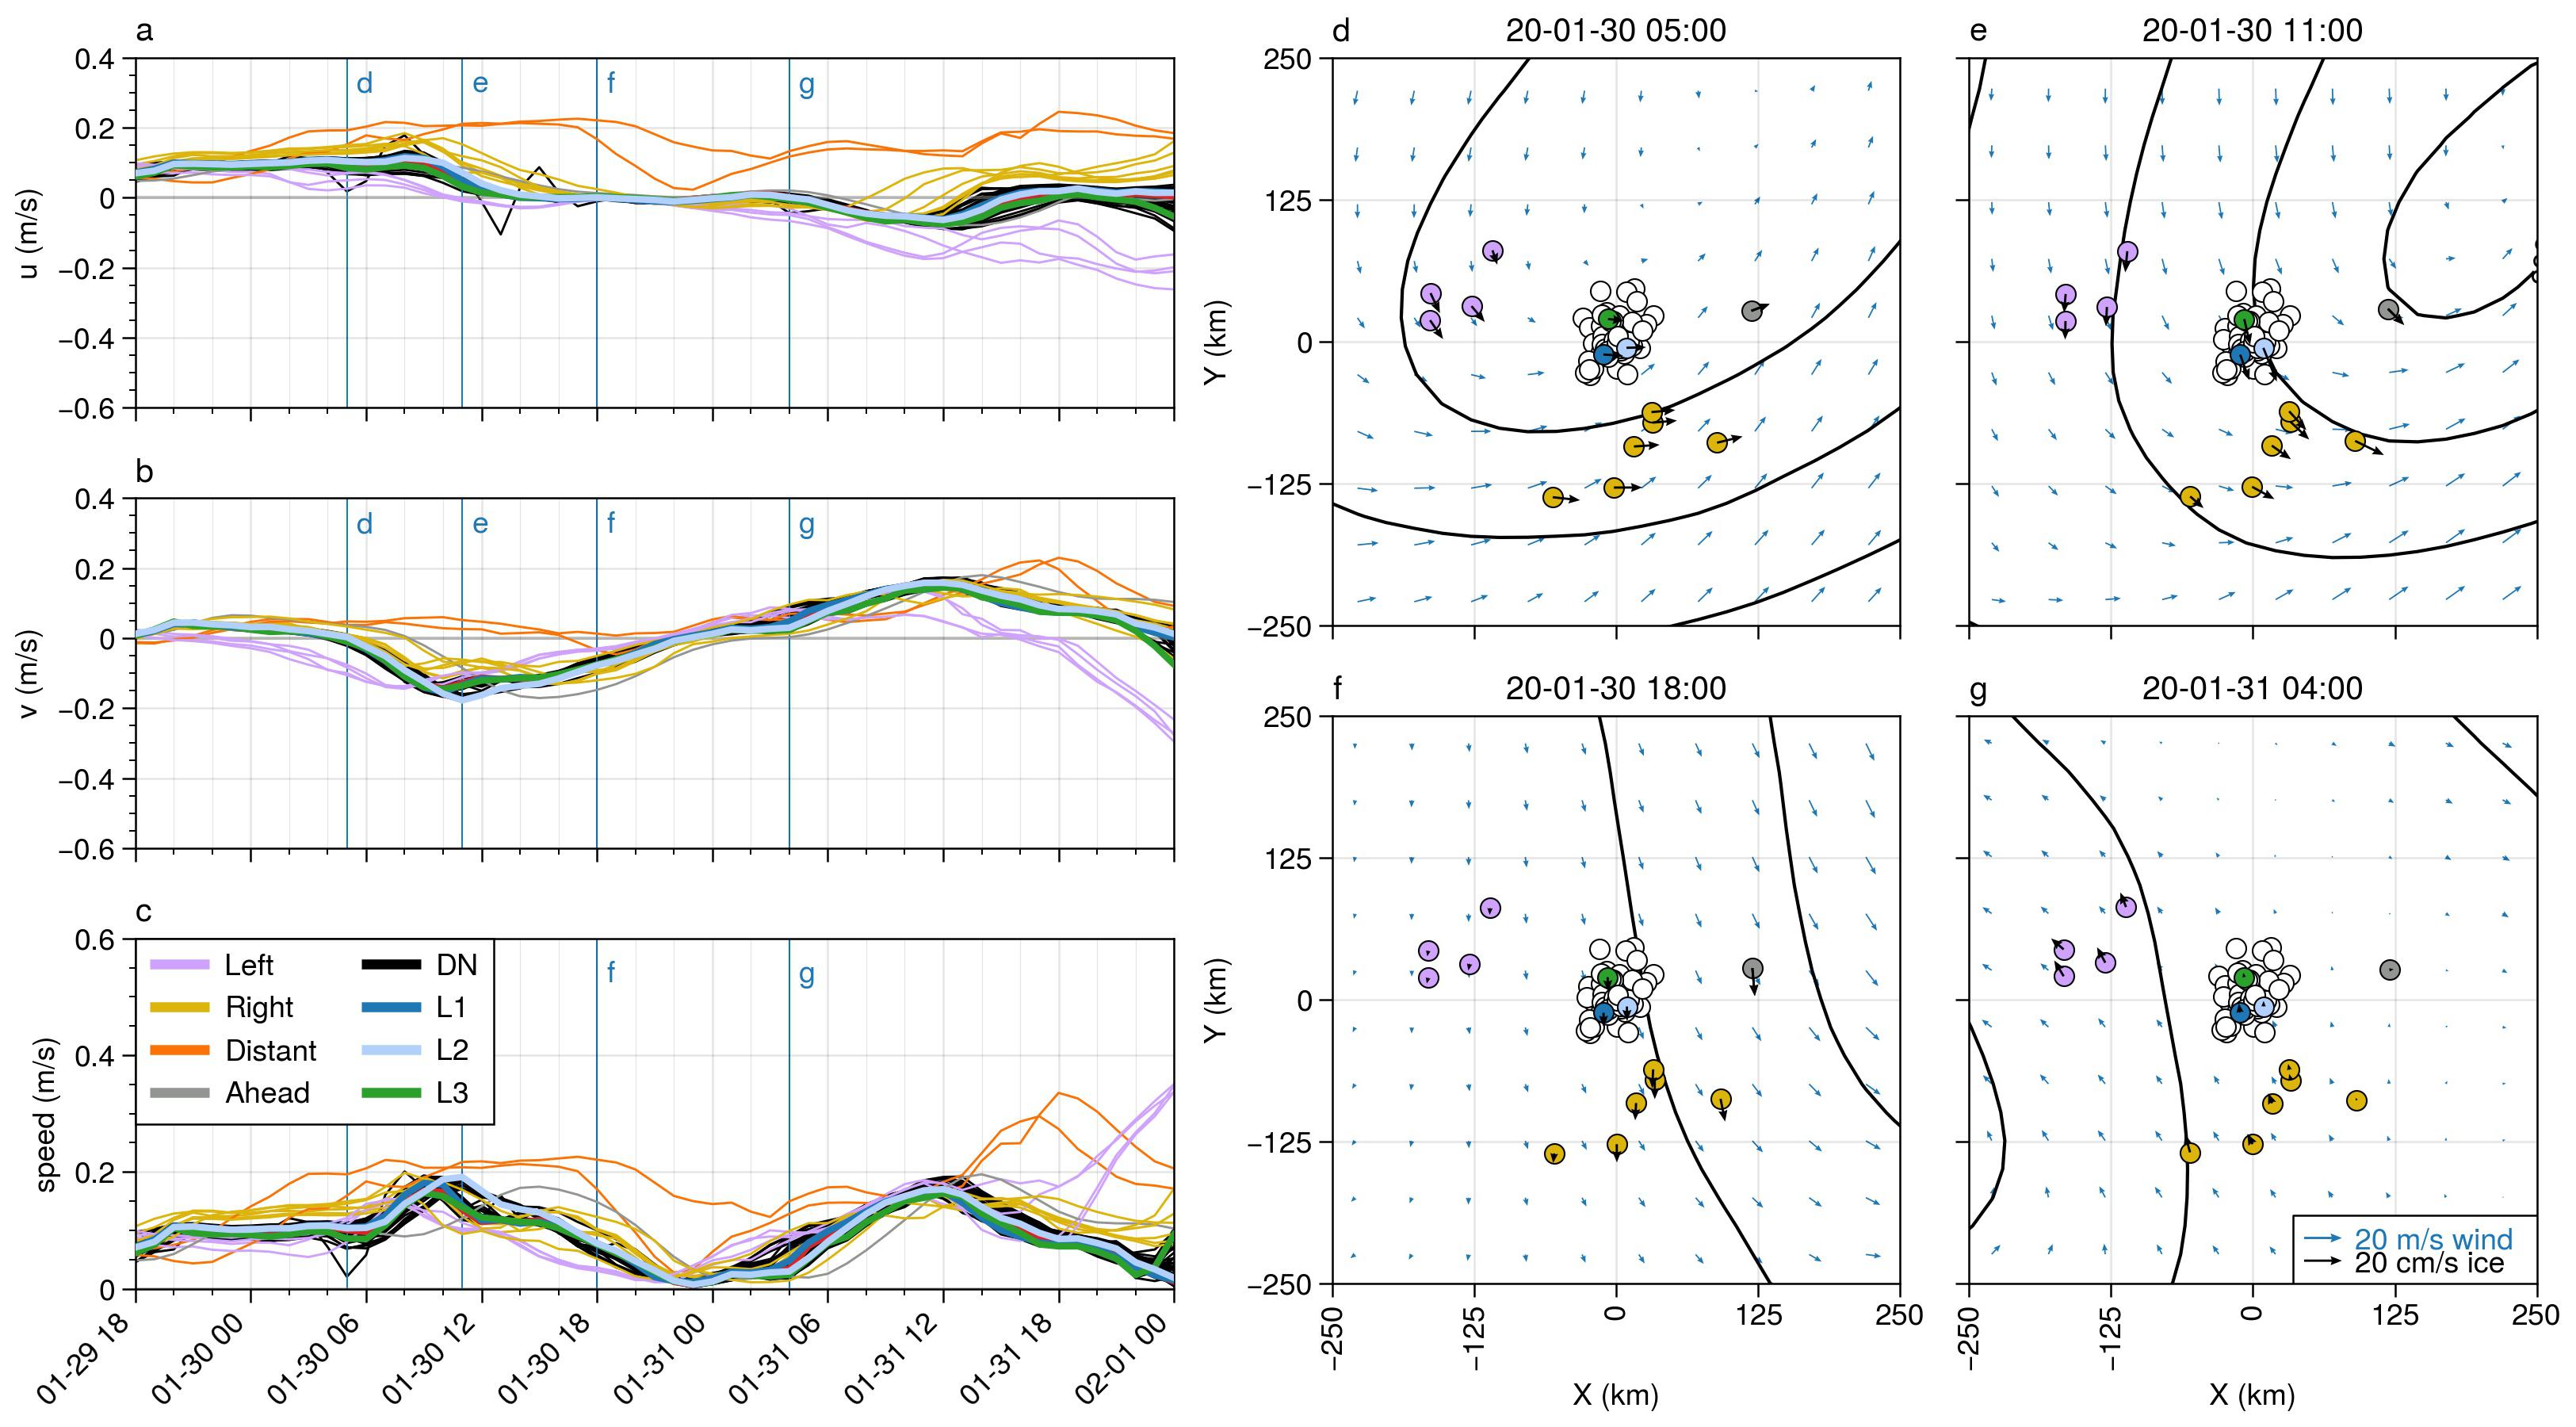 a
0.4
0.2
0
−0.2
−0.4
−0.6
u (m/s)
d
e
f
g
b
0.4
0.2
0
−0.2
−0.4
−0.6
v (m/s)
d
e
f
g
c
0.6
0.4
0.2
0
speed (m/s)
Left
Right
Distant
Ahead
DN
L1
L2
L3
f
g
01-29 18
01-30 00
01-30 06
01-30 12
01-30 18
01-31 00
01-31 06
01-31 12
01-31 18
02-01 00
d
20-01-30 05:00
250
125
0
−125
−250
Y (km)
e
20-01-30 11:00
f
20-01-30 18:00
250
125
0
−125
−250
Y (km)
−250
−125
0
125
250
X (km)
g
20-01-31 04:00
20 m/s wind
20 cm/s ice
−250
−125
0
125
250
X (km)